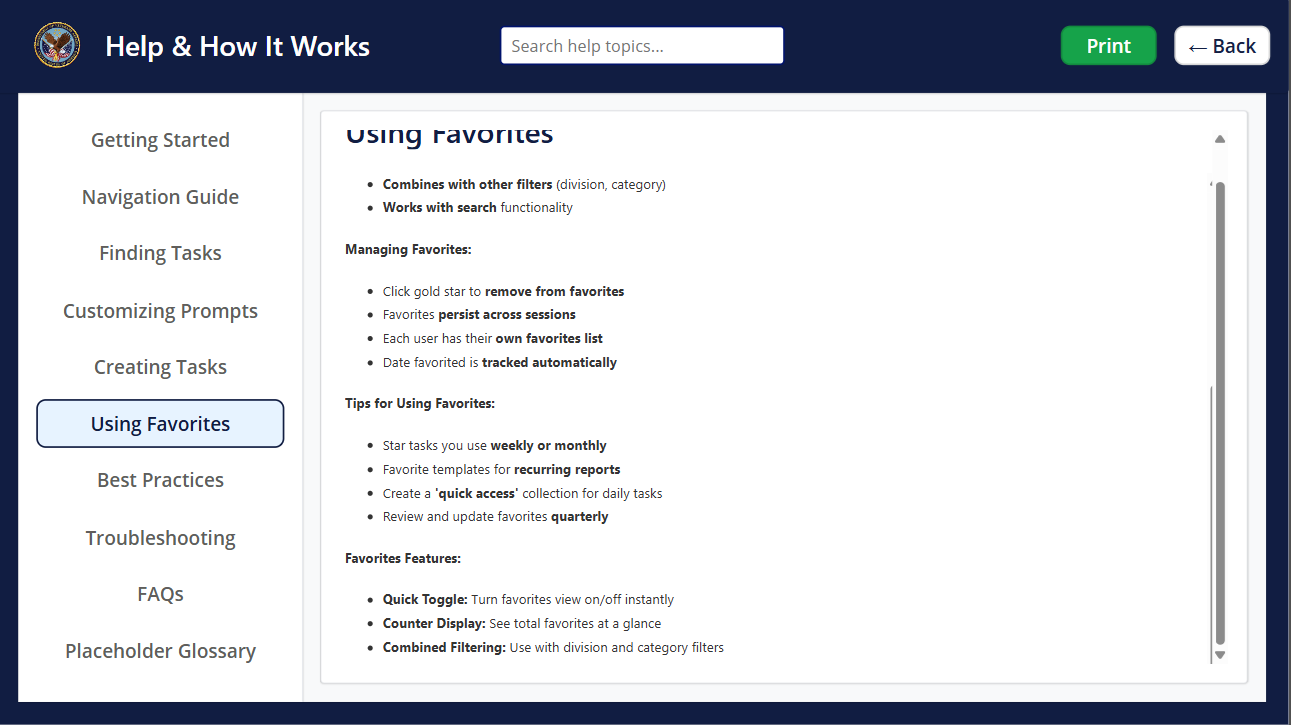 Help & How It Works
Search help topics...
Print
← Back
Getting Started
Navigation Guide
Finding Tasks
Customizing Prompts
Creating Tasks
Using Favorites
Best Practices
Troubleshooting
FAQs
Placeholder Glossary
Using Favorites
• Combines with other filters (division, category)
• Works with search functionality
Managing Favorites:
• Click gold star to remove from favorites
• Favorites persist across sessions
• Each user has their own favorites list
• Date favorited is tracked automatically
Tips for Using Favorites:
• Star tasks you use weekly or monthly
• Favorite templates for recurring reports
• Create a 'quick access' collection for daily tasks
• Review and update favorites quarterly
Favorites Features:
• Quick Toggle: Turn favorites view on/off instantly
• Counter Display: See total favorites at a glance
• Combined Filtering: Use with division and category filters